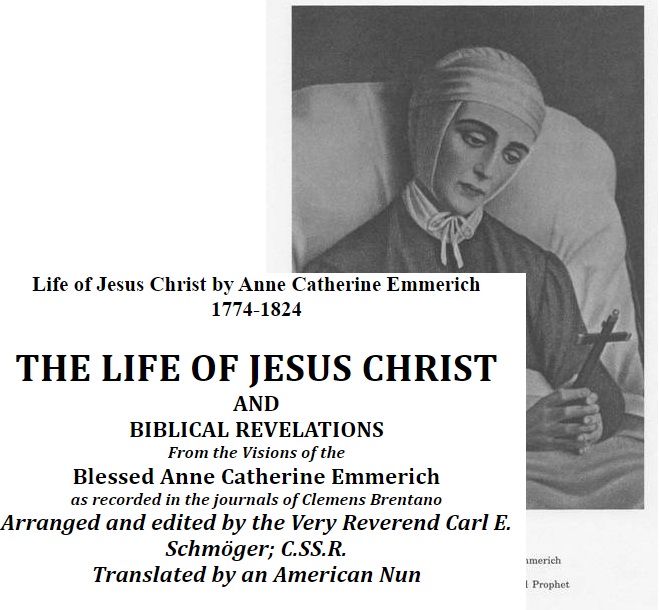 Life of Jesus Christ by Anne Catherine Emmerich
1774-1824
THE LIFE OF JESUS CHRIST
AND
BIBLICAL REVELATIONS
From the Visions of the
Blessed Anne Catherine Emmerich
as recorded in the journals of Clemens Brentano
Arranged and edited by the Very Reverend Carl E.
Schmöger; C.SS.R.
Translated by an American Nun
mmerich
l Prophet